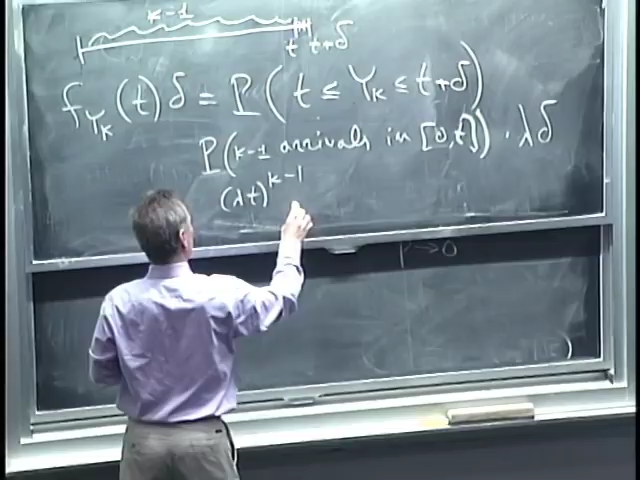 k-1
t t+δ
f_{Y_K}(t) δ = P( t ≤ Y_K ≤ t+δ )
P( K-1 arrivals in [0,t] ) · λδ
(λt)^{K-1}
p→0